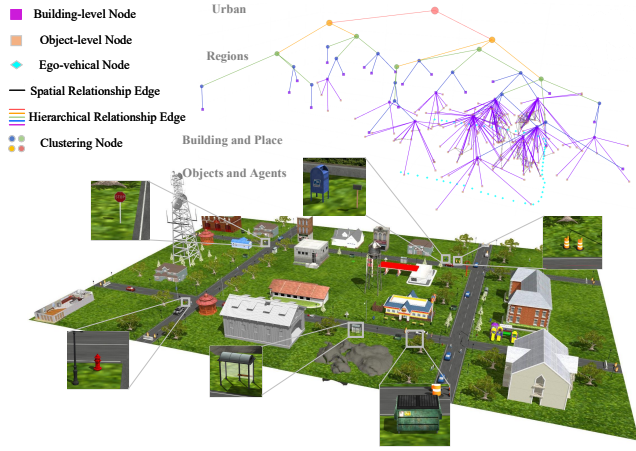 Building-level Node
Object-level Node
Ego-vehical Node
Spatial Relationship Edge
Hierarchical Relationship Edge
Clustering Node
Urban
Regions
Building and Place
Objects and Agents
STOP